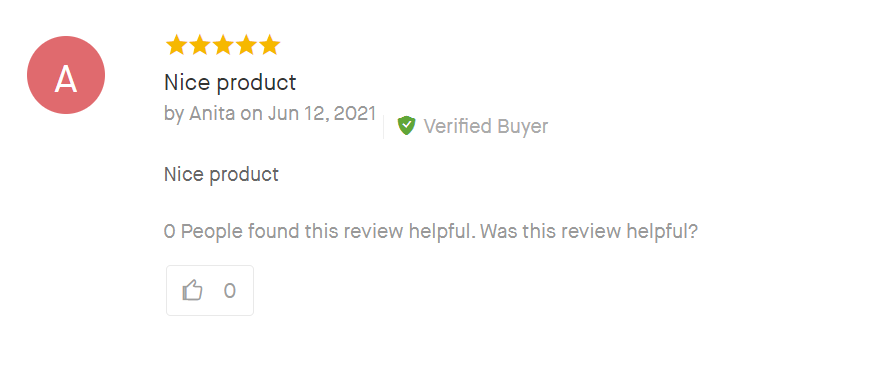 A
Nice product
by Anita on Jun 12, 2021
Verified Buyer
Nice product
0 People found this review helpful. Was this review helpful?
0